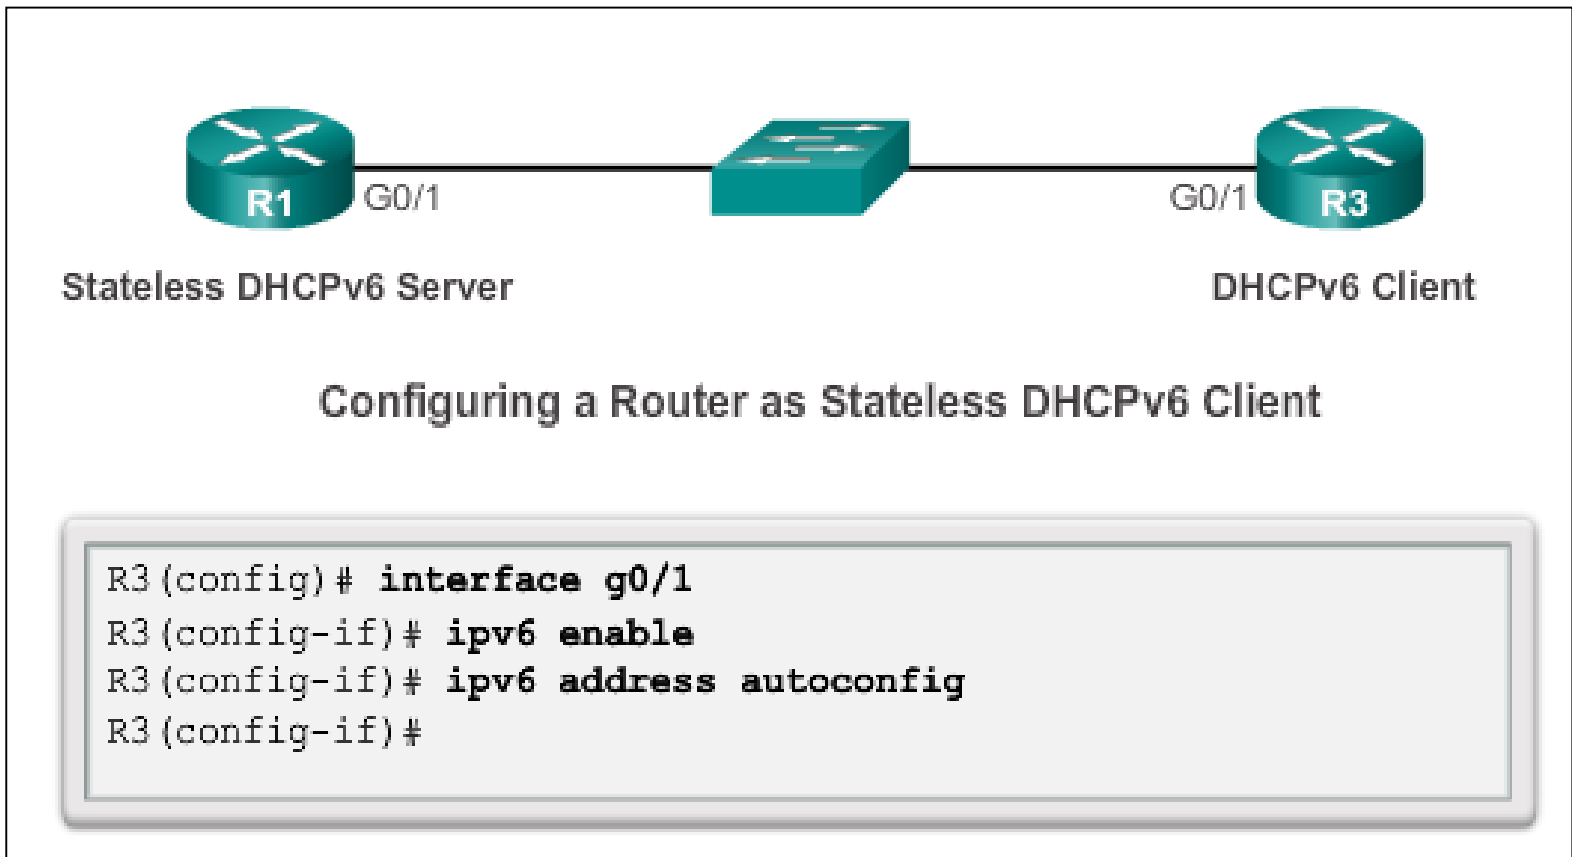 R1 G0/1 G0/1 R3
Stateless DHCPv6 Server DHCPv6 Client
Configuring a Router as Stateless DHCPv6 Client
R3(config)# interface g0/1
R3(config-if)# ipv6 enable
R3(config-if)# ipv6 address autoconfig
R3(config-if)#